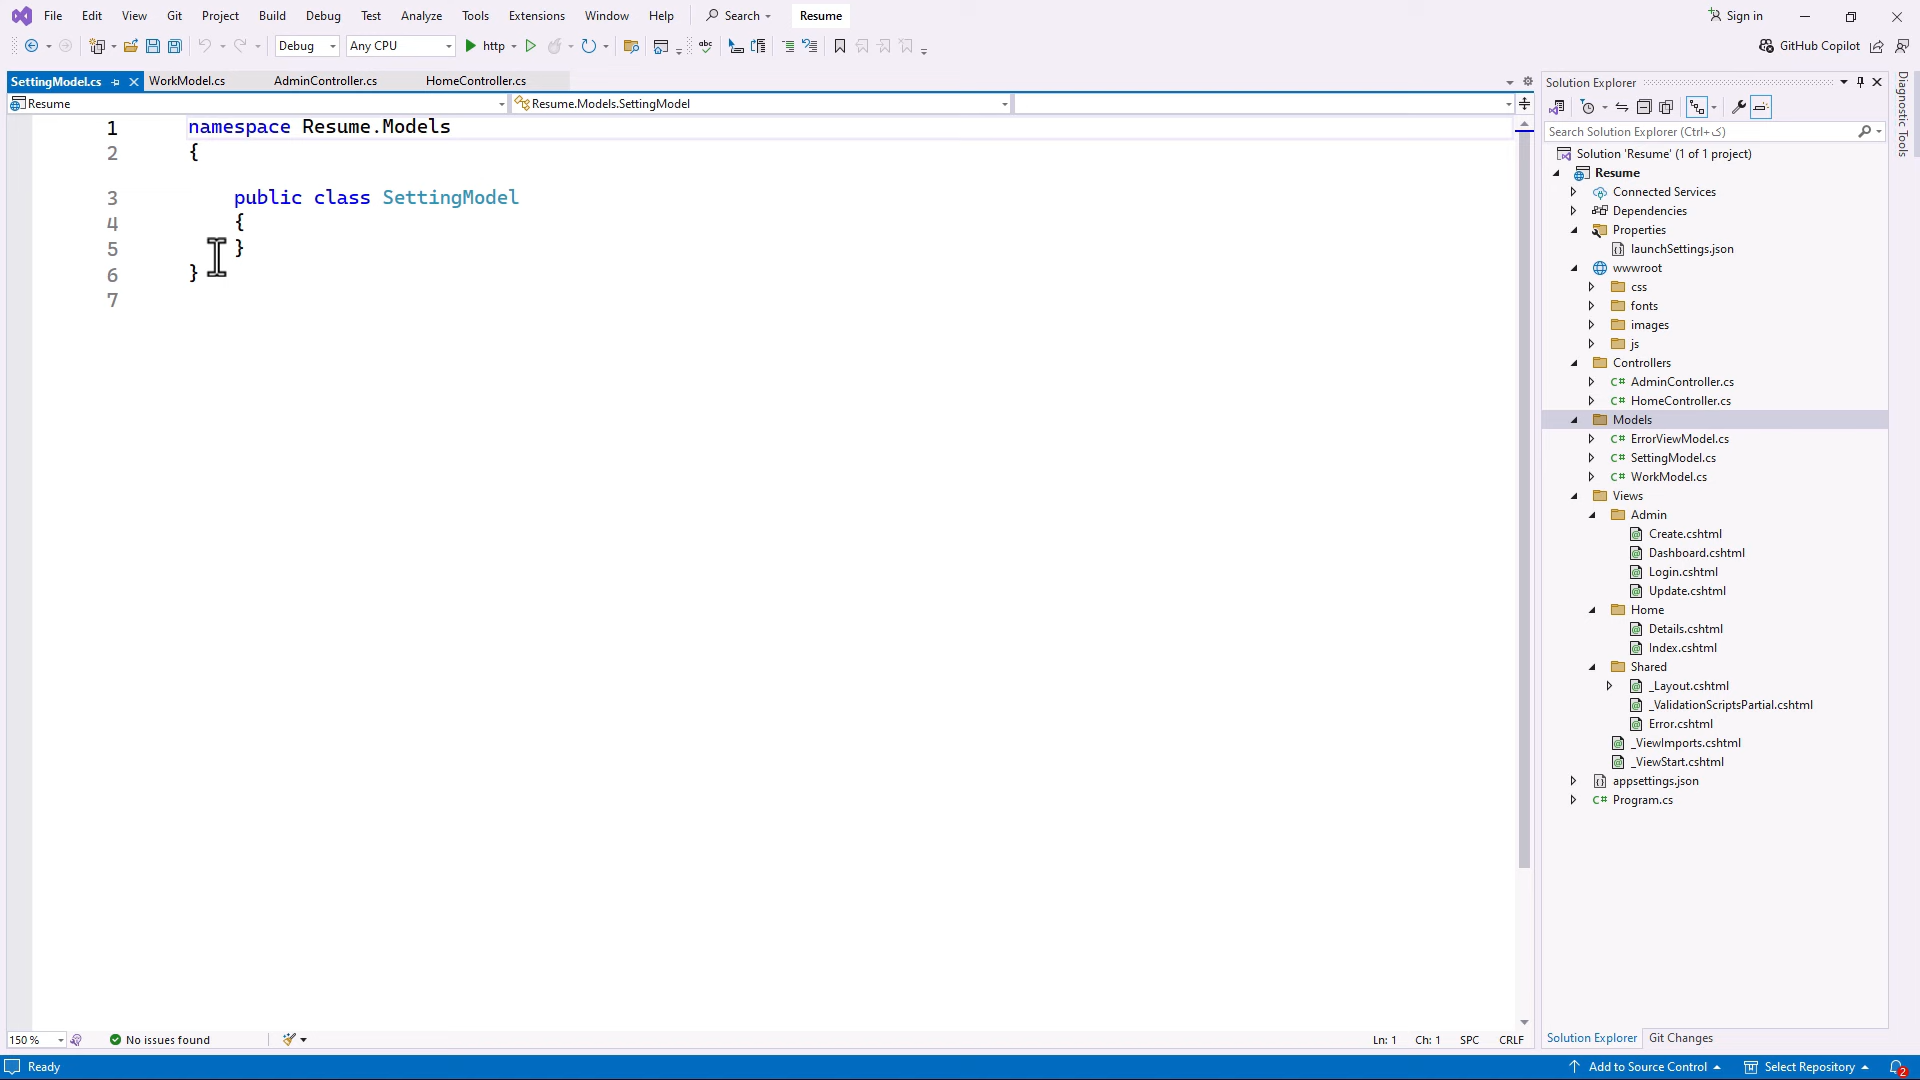 File Edit View Git Project Build Debug Test Analyze Tools Extensions Window Help Search Resume Sign in
Debug Any CPU http abc GitHub Copilot
SettingModel.cs WorkModel.cs AdminController.cs HomeController.cs
Resume Resume.Models.SettingModel
1 namespace Resume.Models
2 {
3 public class SettingModel
4 {
5 }
6 }
7
150 % No issues found Ln: 1 Ch: 1 SPC CRLF
Solution Explorer
Search Solution Explorer (Ctrl+ک)
Solution 'Resume' (1 of 1 project)
Resume
Connected Services
Dependencies
Properties
launchSettings.json
wwwroot
css
fonts
images
js
Controllers
C# AdminController.cs
C# HomeController.cs
Models
C# ErrorViewModel.cs
C# SettingModel.cs
C# WorkModel.cs
Views
Admin
Create.cshtml
Dashboard.cshtml
Login.cshtml
Update.cshtml
Home
Details.cshtml
Index.cshtml
Shared
_Layout.cshtml
_ValidationScriptsPartial.cshtml
Error.cshtml
_ViewImports.cshtml
_ViewStart.cshtml
appsettings.json
C# Program.cs
Solution Explorer Git Changes
Diagnostic Tools
Ready Add to Source Control Select Repository 2